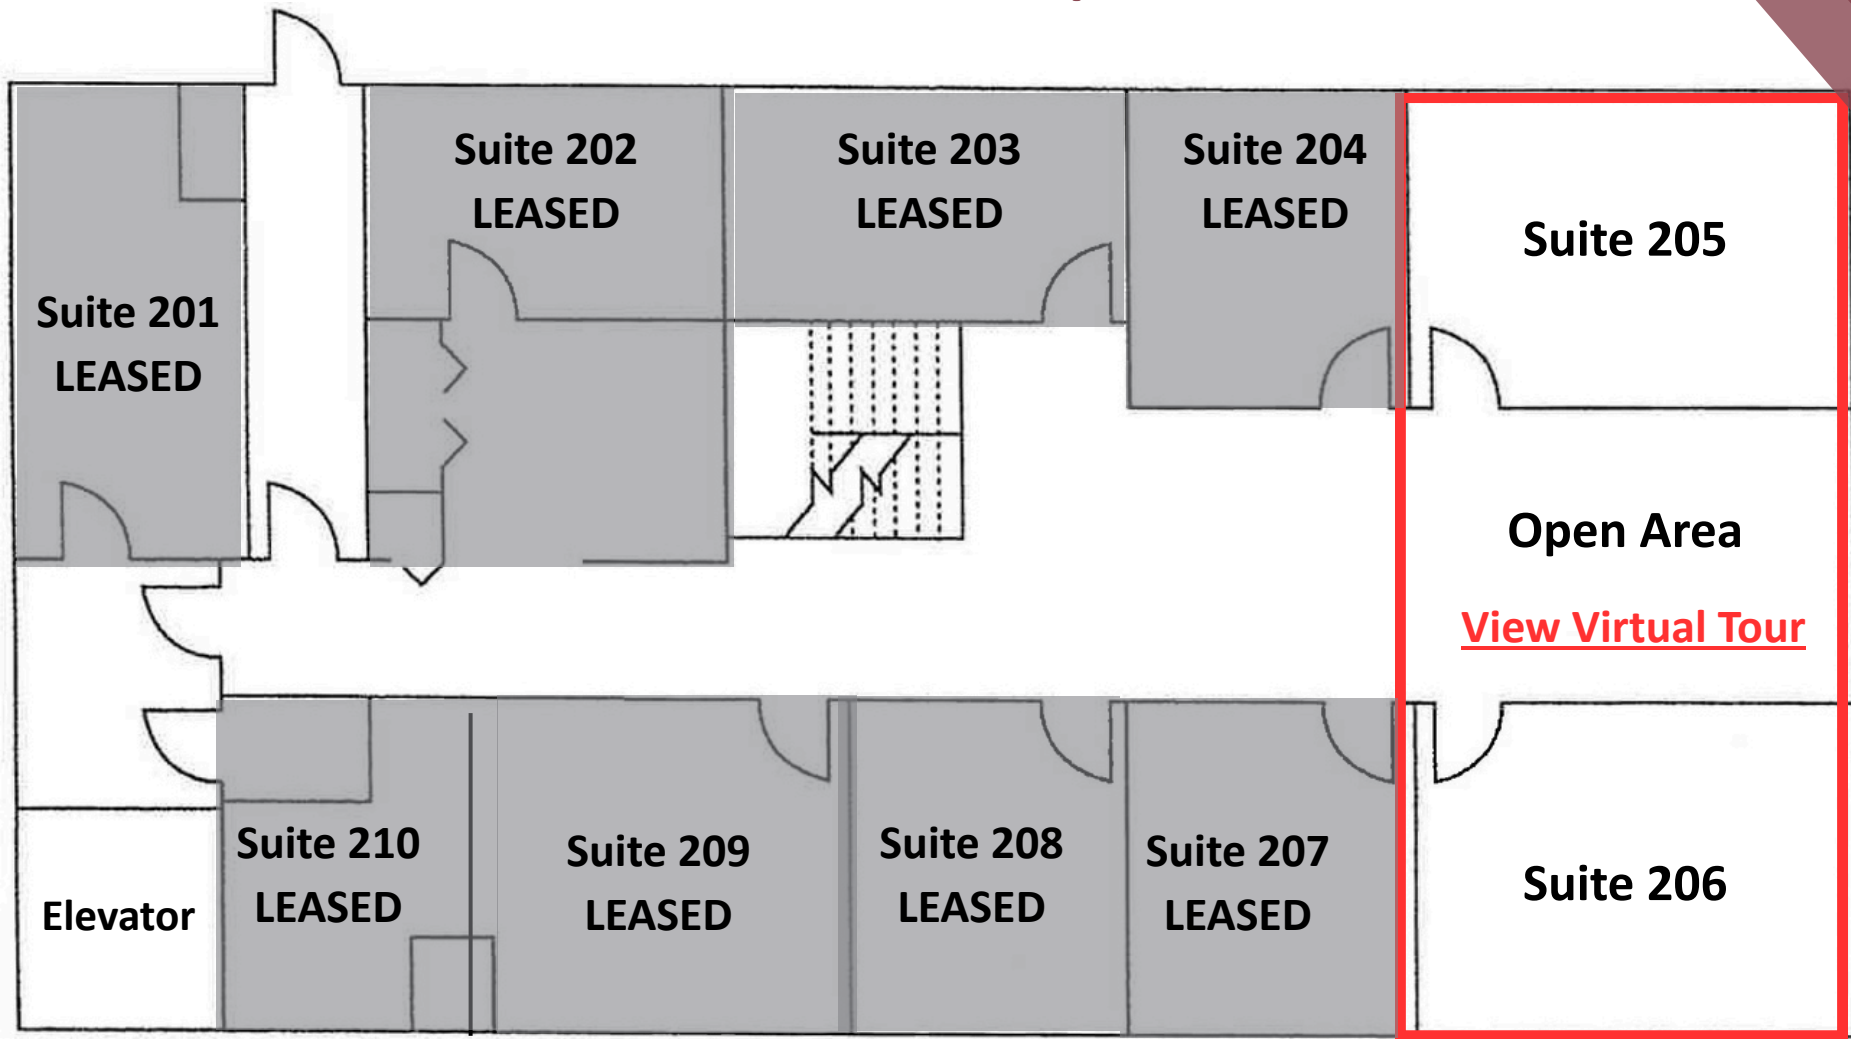 Suite 202
LEASED
Suite 203
LEASED
Suite 204
LEASED
Suite 205
Suite 201
LEASED
Open Area
View Virtual Tour
Suite 210
LEASED
Suite 209
LEASED
Suite 208
LEASED
Suite 207
LEASED
Suite 206
Elevator